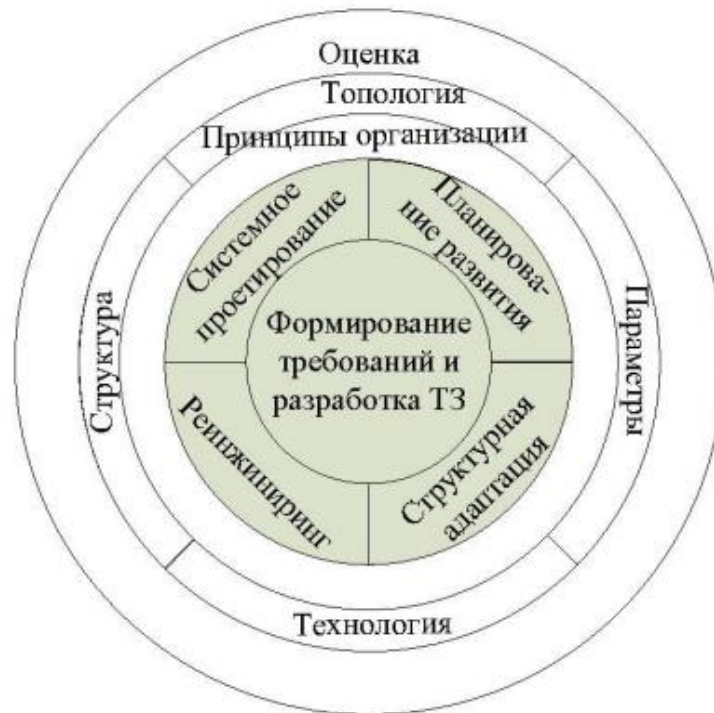 Оценка
Топология
Принципы организации
Системное
проетирование
Планирова-
ние развития
Формирование
требований и
разработка ТЗ
Структура
Параметры
Реинжиниринг
Структурная
адаптация
Технология